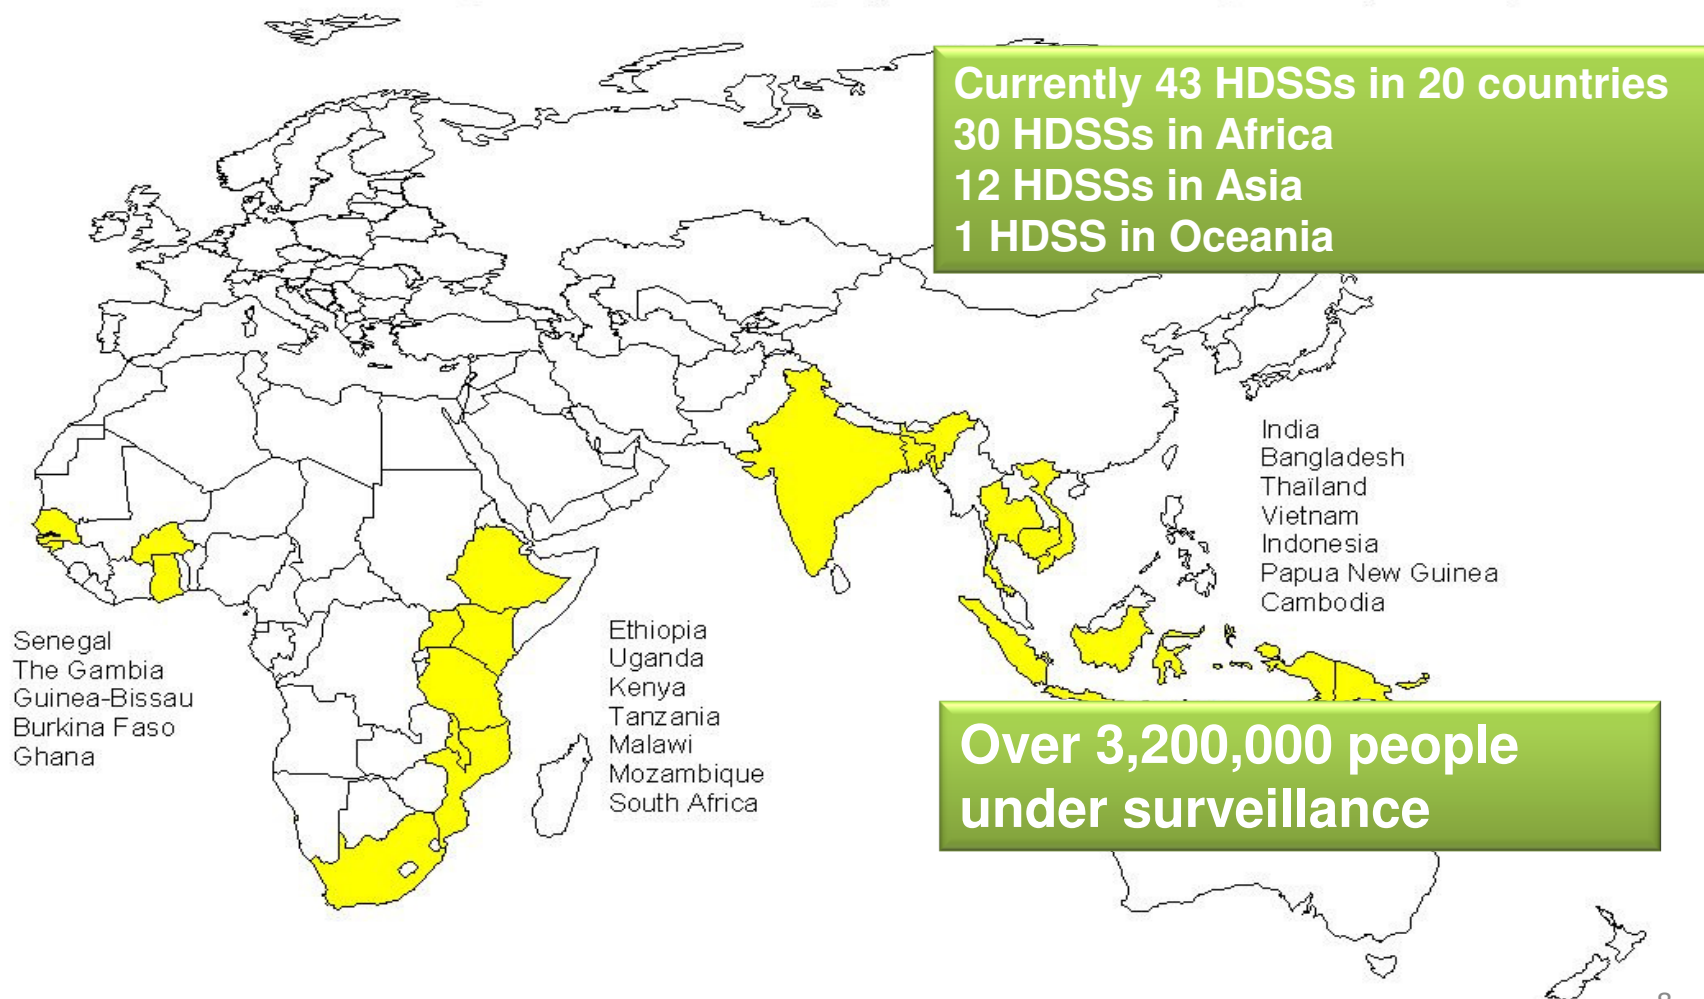 Currently 43 HDSSs in 20 countries
30 HDSSs in Africa
12 HDSSs in Asia
1 HDSS in Oceania
India
Bangladesh
Thaïland
Vietnam
Indonesia
Papua New Guinea
Cambodia
Senegal
The Gambia
Guinea-Bissau
Burkina Faso
Ghana
Ethiopia
Uganda
Kenya
Tanzania
Malawi
Mozambique
South Africa
Over 3,200,000 people
under surveillance